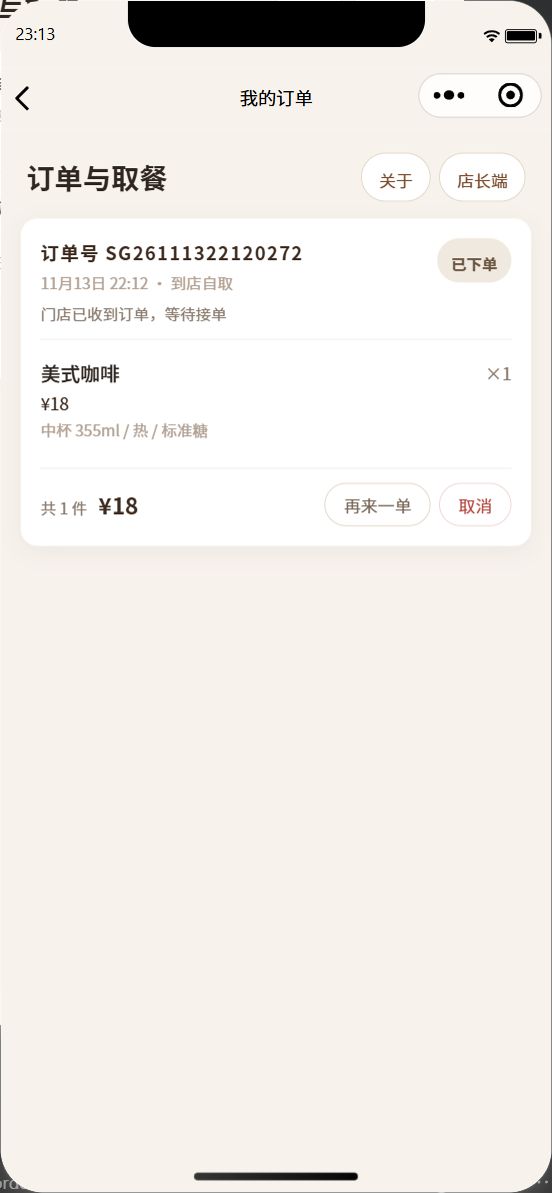 23:13
我的订单
订单与取餐
关于
店长端
订单号 SG26111322120272
已下单
11月13日 22:12 · 到店自取
门店已收到订单，等待接单
美式咖啡
×1
¥18
中杯 355ml / 热 / 标准糖
共 1 件 ¥18
再来一单
取消